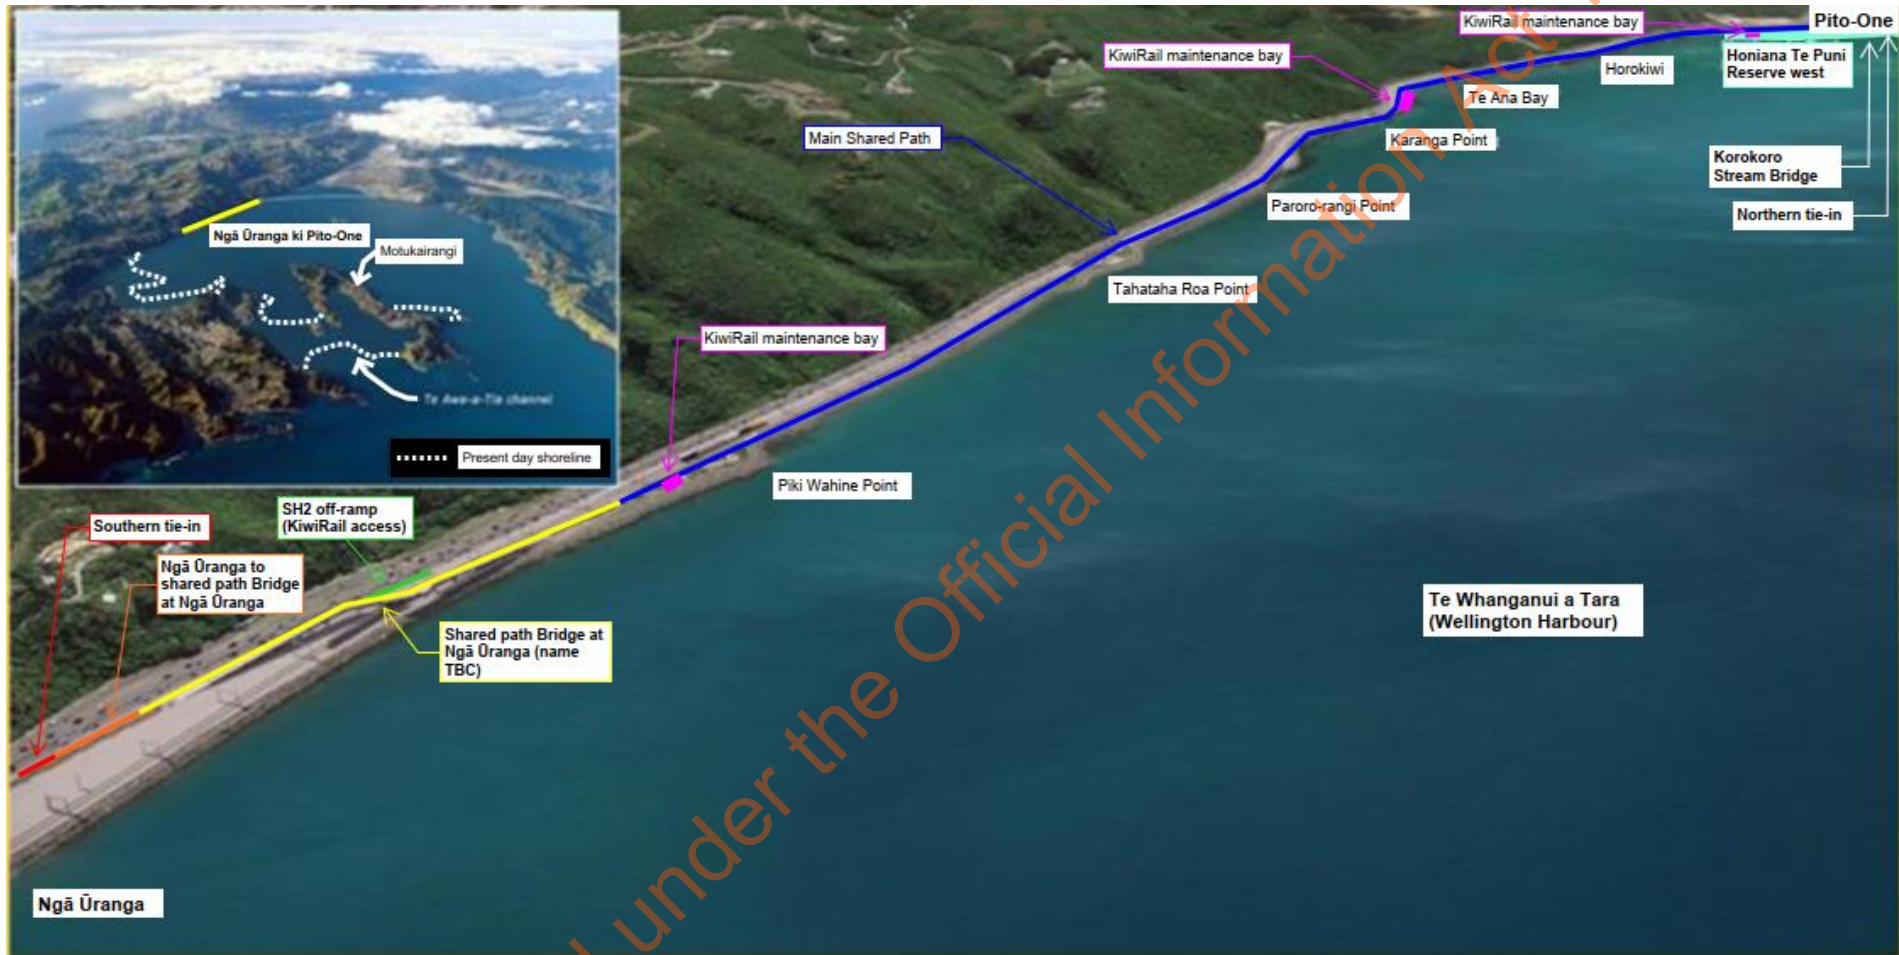 KiwiRail maintenance bay
Pito-One
KiwiRail maintenance bay
Honiana Te Puni
Reserve west
Horokiwi
Te Ana Bay
Main Shared Path
Karanga Point
Korokoro
Stream Bridge
Paroro-rangi Point
Northern tie-in
Ngā Ūranga ki Pito-One
Motukairangi
Tahataha Roa Point
KiwiRail maintenance bay
Te Awa-a-Tia channel
Present day shoreline
Piki Wahine Point
SH2 off-ramp
(KiwiRail access)
Southern tie-in
Ngā Ūranga to
shared path Bridge
at Ngā Ūranga
Te Whanganui a Tara
(Wellington Harbour)
Shared path Bridge at
Ngā Ūranga (name
TBC)
Ngā Ūranga
under the Official Information Act